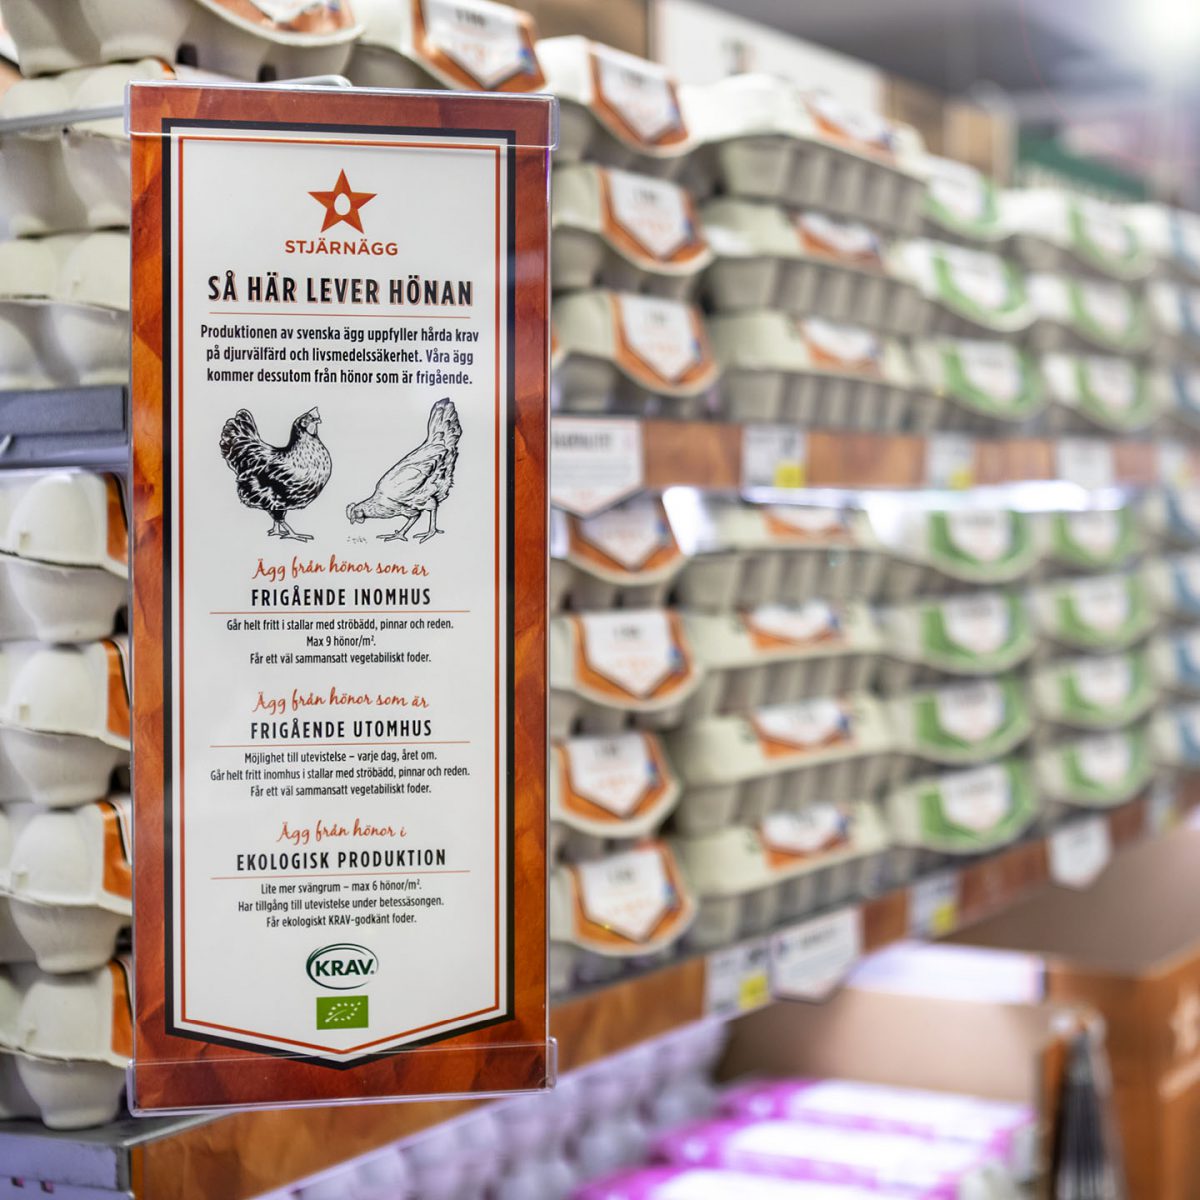 STJÄRNÄGG
SÅ HÄR LEVER HÖNAN
Produktionen av svenska ägg uppfyller hårda krav
på djurvälfärd och livsmedelssäkerhet. Våra ägg
kommer dessutom från hönor som är frigående.
Ägg från hönor som är
FRIGÅENDE INOMHUS
Går helt fritt i stallar med ströbädd, pinnar och reden.
Max 9 hönor/m².
Får ett väl sammansatt vegetabiliskt foder.
Ägg från hönor som är
FRIGÅENDE UTOMHUS
Möjlighet till utevistelse – varje dag, året om.
Går helt fritt inomhus i stallar med ströbädd, pinnar och reden.
Får ett väl sammansatt vegetabiliskt foder.
Ägg från hönor i
EKOLOGISK PRODUKTION
Lite mer svängrum – max 6 hönor/m².
Har tillgång till utevistelse under betessäsongen.
Får ekologiskt KRAV-godkänt foder.
KRAV.